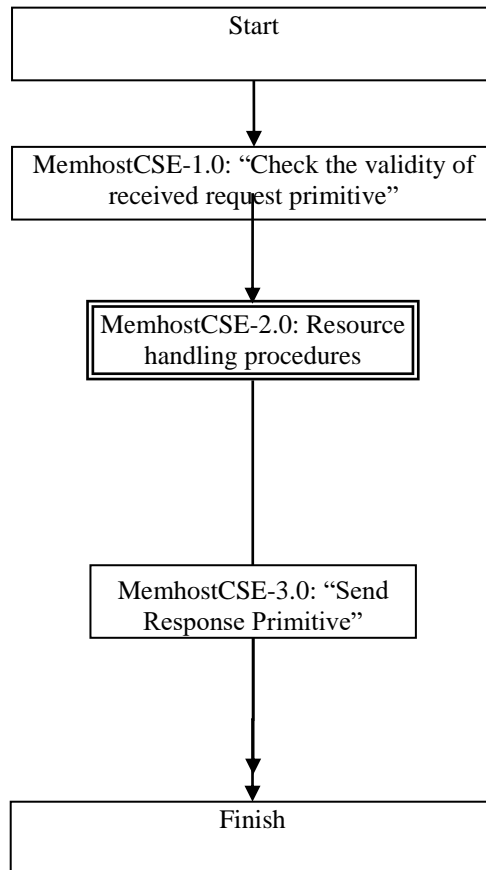 Start
MemhostCSE-1.0: “Check the validity of
received request primitive”
MemhostCSE-2.0: Resource
handling procedures
MemhostCSE-3.0: “Send
Response Primitive”
Finish